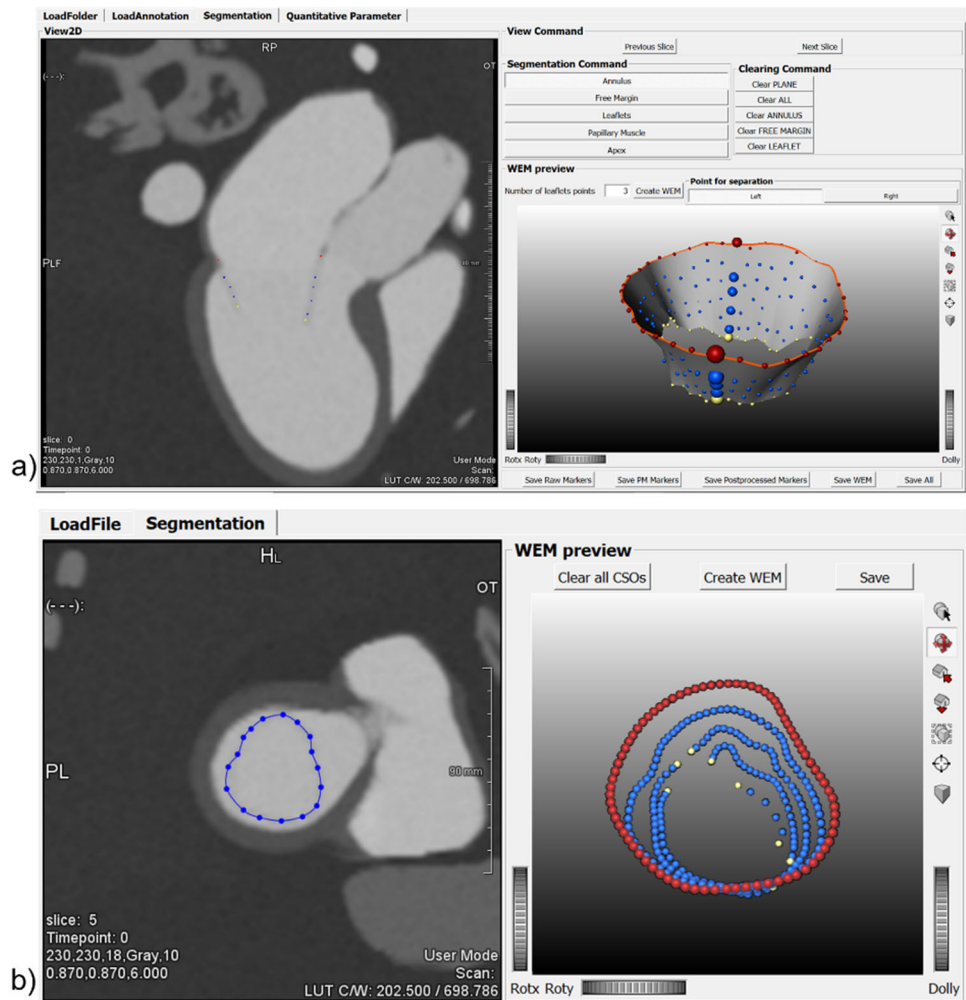 LoadFolder LoadAnnotation Segmentation Quantitative Parameter
View2D
RP
(- - -):
OT
PLF
slice: 0
Timepoint: 0
230,230,1,Gray,10
0.870,0.870,6.000
User Mode
Scan:
LUT C/W: 202.500 / 698.786
View Command
Previous Slice Next Slice
Segmentation Command
Annulus
Free Margin
Leaflets
Papillary Muscle
Apex
Clearing Command
Clear PLANE
Clear ALL
Clear ANNULUS
Clear FREE MARGIN
Clear LEAFLET
WEM preview
Number of leaflets points 3 Create WEM
Point for separation
Left Right
Rotx Roty Dolly
Save Raw Markers Save PM Markers Save Postprocessed Markers Save WEM Save All
a)
LoadFile Segmentation
HL
(- - -):
OT
PL
90 mm
slice: 5
Timepoint: 0
230,230,18,Gray,10
0.870,0.870,6.000
User Mode
Scan:
LUT C/W: 202.500 / 698.786
WEM preview
Clear all CSOs Create WEM Save
Rotx Roty Dolly
b)